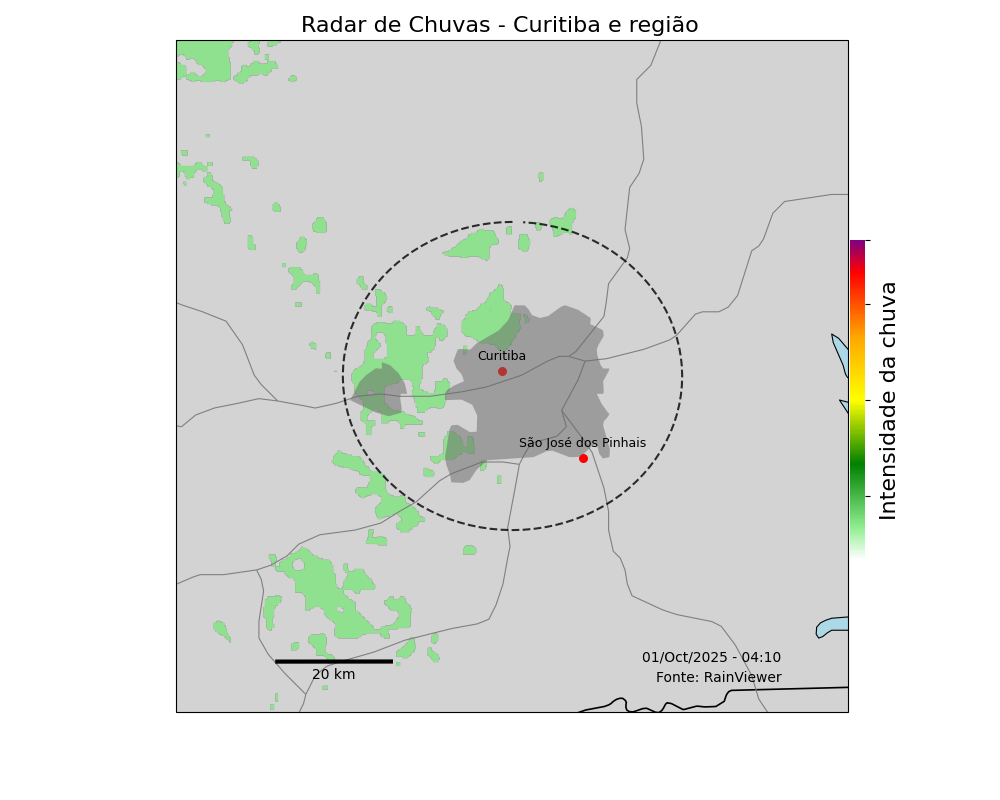 Radar de Chuvas - Curitiba e região
Curitiba
São José dos Pinhais
Intensidade da chuva
20 km
01/Oct/2025 - 04:10
Fonte: RainViewer